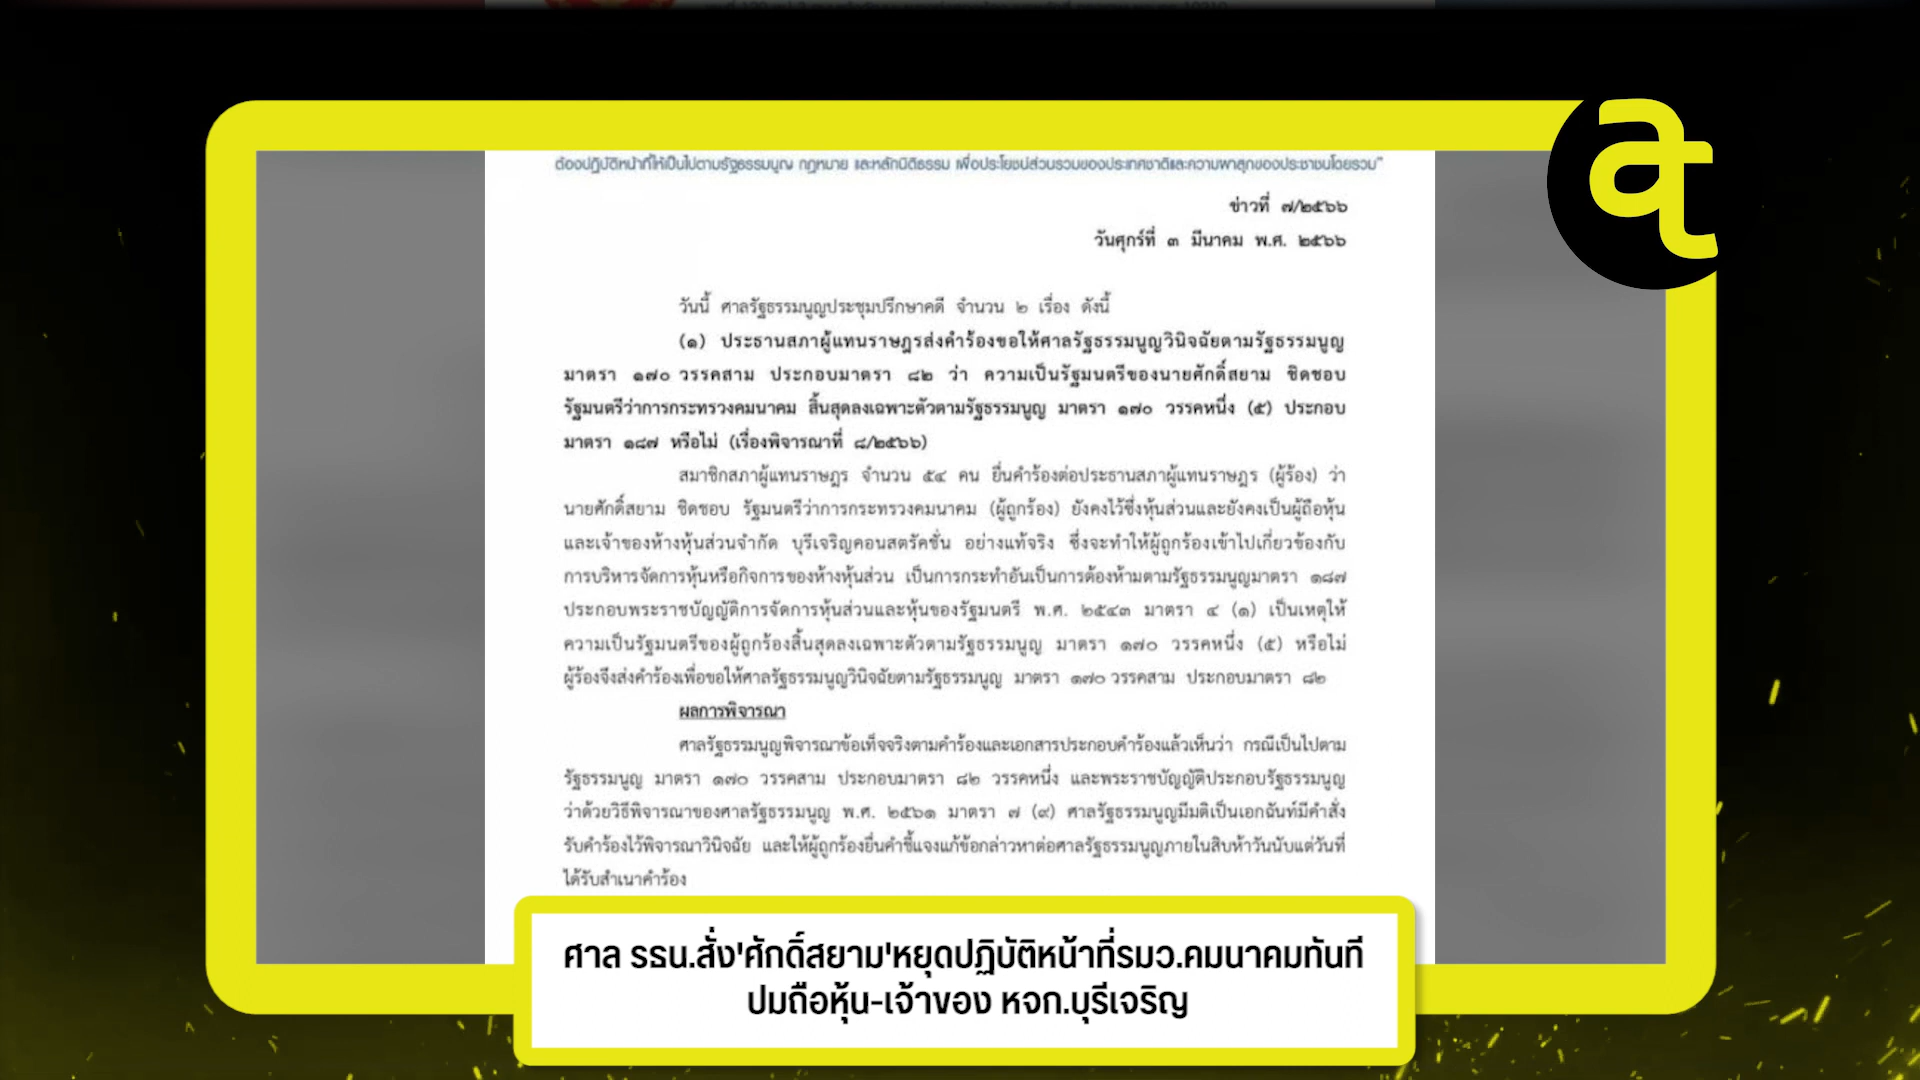 ต้องปฏิบัติหน้าที่ให้เป็นไปตามรัฐธรรมนูญ กฎหมาย และหลักนิติธรรม เพื่อประโยชน์ส่วนรวมของประเทศชาติและความผาสุกของประชาชนโดยรวม"
at
ข่าวที่ ๗/๒๕๖๖
วันศุกร์ที่ ๓ มีนาคม พ.ศ. ๒๕๖๖
วันนี้ ศาลรัฐธรรมนูญประชุมปรึกษาคดี จำนวน ๒ เรื่อง ดังนี้
(๑) ประธานสภาผู้แทนราษฎรส่งคำร้องขอให้ศาลรัฐธรรมนูญวินิจฉัยตามรัฐธรรมนูญ
มาตรา ๑๗๐ วรรคสาม ประกอบมาตรา ๘๒ ว่า ความเป็นรัฐมนตรีของนายศักดิ์สยาม ชิดชอบ
รัฐมนตรีว่าการกระทรวงคมนาคม สิ้นสุดลงเฉพาะตัวตามรัฐธรรมนูญ มาตรา ๑๗๐ วรรคหนึ่ง (๕) ประกอบ
มาตรา ๑๘๗ หรือไม่ (เรื่องพิจารณาที่ ๘/๒๕๖๖)
สมาชิกสภาผู้แทนราษฎร จำนวน ๕๔ คน ยื่นคำร้องต่อประธานสภาผู้แทนราษฎร (ผู้ร้อง) ว่า
นายศักดิ์สยาม ชิดชอบ รัฐมนตรีว่าการกระทรวงคมนาคม (ผู้ถูกร้อง) ยังคงไว้ซึ่งหุ้นส่วนและยังคงเป็นผู้ถือหุ้น
และเจ้าของห้างหุ้นส่วนจำกัด บุรีเจริญคอนสตรัคชั่น อย่างแท้จริง ซึ่งจะทำให้ผู้ถูกร้องเข้าไปเกี่ยวข้องกับ
การบริหารจัดการหุ้นหรือกิจการของห้างหุ้นส่วน เป็นการกระทำอันเป็นการต้องห้ามตามรัฐธรรมนูญมาตรา ๑๘๗
ประกอบพระราชบัญญัติการจัดการหุ้นส่วนและหุ้นของรัฐมนตรี พ.ศ. ๒๕๔๓ มาตรา ๔ (๑) เป็นเหตุให้
ความเป็นรัฐมนตรีของผู้ถูกร้องสิ้นสุดลงเฉพาะตัวตามรัฐธรรมนูญ มาตรา ๑๗๐ วรรคหนึ่ง (๕) หรือไม่
ผู้ร้องจึงส่งคำร้องเพื่อขอให้ศาลรัฐธรรมนูญวินิจฉัยตามรัฐธรรมนูญ มาตรา ๑๗๐ วรรคสาม ประกอบมาตรา ๘๒
ผลการพิจารณา
ศาลรัฐธรรมนูญพิจารณาข้อเท็จจริงตามคำร้องและเอกสารประกอบคำร้องแล้วเห็นว่า กรณีเป็นไปตาม
รัฐธรรมนูญ มาตรา ๑๗๐ วรรคสาม ประกอบมาตรา ๘๒ วรรคหนึ่ง และพระราชบัญญัติประกอบรัฐธรรมนูญ
ว่าด้วยวิธีพิจารณาของศาลรัฐธรรมนูญ พ.ศ. ๒๕๖๑ มาตรา ๗ (๙) ศาลรัฐธรรมนูญมีมติเป็นเอกฉันท์มีคำสั่ง
รับคำร้องไว้พิจารณาวินิจฉัย และให้ผู้ถูกร้องยื่นคำชี้แจงแก้ข้อกล่าวหาต่อศาลรัฐธรรมนูญภายในสิบห้าวันนับแต่วันที่
ได้รับสำเนาคำร้อง
ศาล รธน.สั่ง'ศักดิ์สยาม'หยุดปฏิบัติหน้าที่รมว.คมนาคมทันที
ปมถือหุ้น-เจ้าของ หจก.บุรีเจริญ